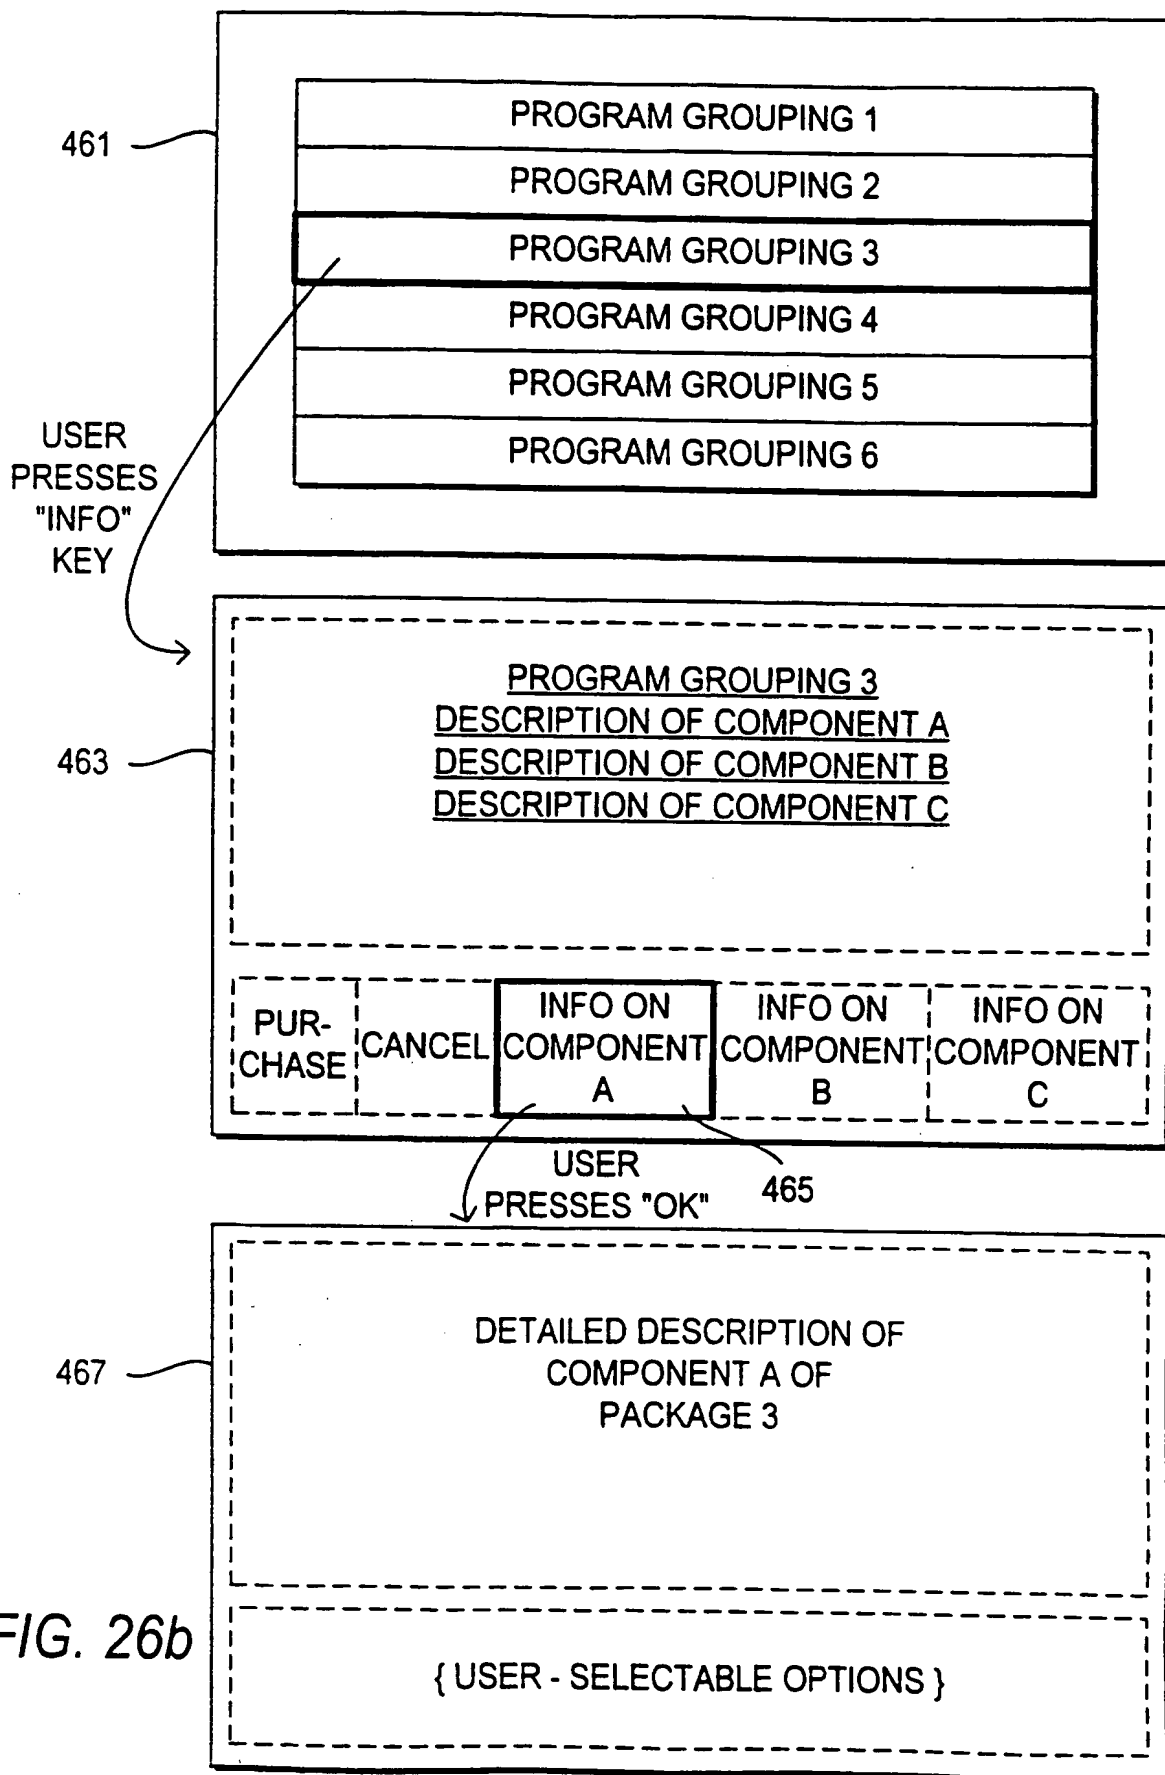 PROGRAM GROUPING 1
PROGRAM GROUPING 2
PROGRAM GROUPING 3
PROGRAM GROUPING 4
PROGRAM GROUPING 5
PROGRAM GROUPING 6
461
USER
PRESSES
"INFO"
KEY
PROGRAM GROUPING 3
DESCRIPTION OF COMPONENT A
DESCRIPTION OF COMPONENT B
DESCRIPTION OF COMPONENT C
463
PUR-
CHASE
CANCEL
INFO ON
COMPONENT
A
INFO ON
COMPONENT
B
INFO ON
COMPONENT
C
USER
PRESSES "OK"
465
DETAILED DESCRIPTION OF
COMPONENT A OF
PACKAGE 3
467
{ USER - SELECTABLE OPTIONS }
FIG. 26b